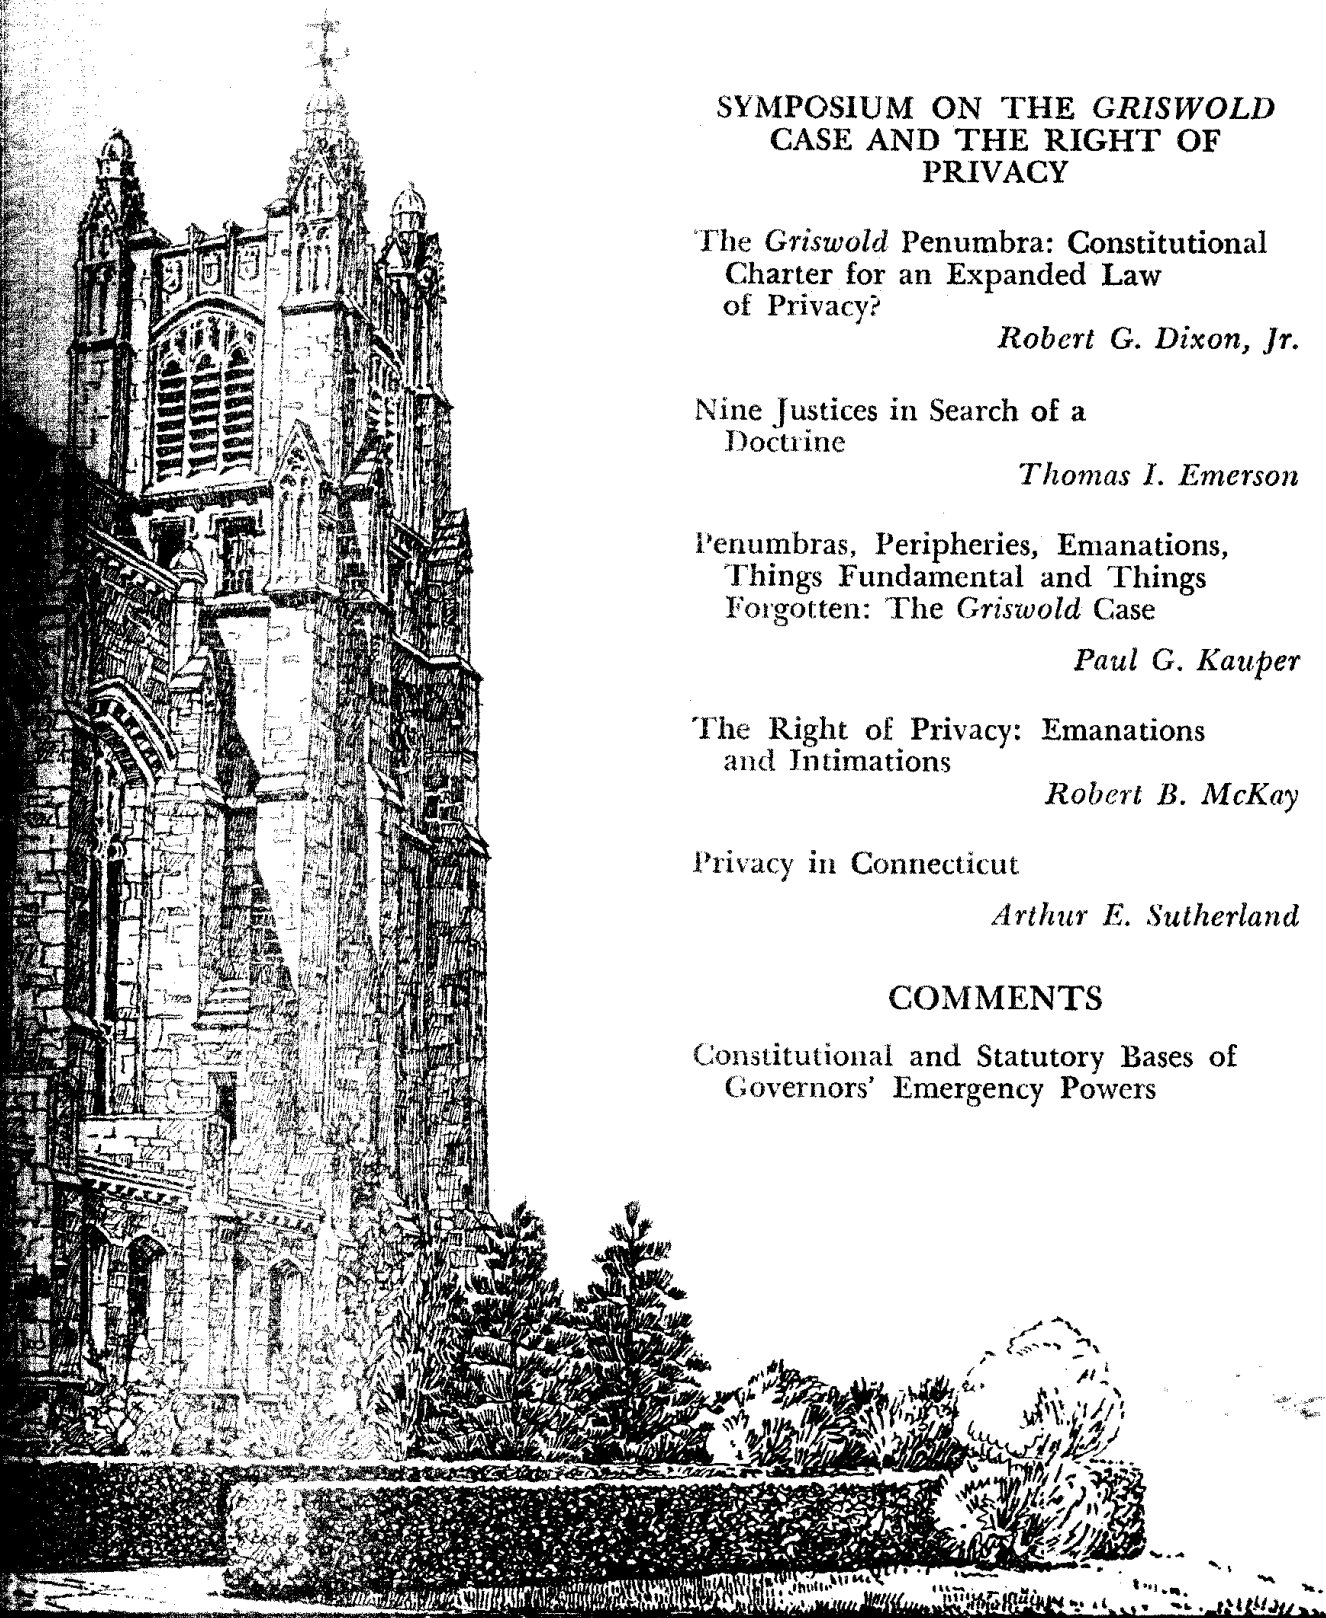 SYMPOSIUM ON THE GRISWOLD
CASE AND THE RIGHT OF
PRIVACY
The Griswold Penumbra: Constitutional
Charter for an Expanded Law
of Privacy?
Robert G. Dixon, Jr.
Nine Justices in Search of a
Doctrine
Thomas I. Emerson
Penumbras, Peripheries, Emanations,
Things Fundamental and Things
Forgotten: The Griswold Case
Paul G. Kauper
The Right of Privacy: Emanations
and Intimations
Robert B. McKay
Privacy in Connecticut
Arthur E. Sutherland
COMMENTS
Constitutional and Statutory Bases of
Governors' Emergency Powers